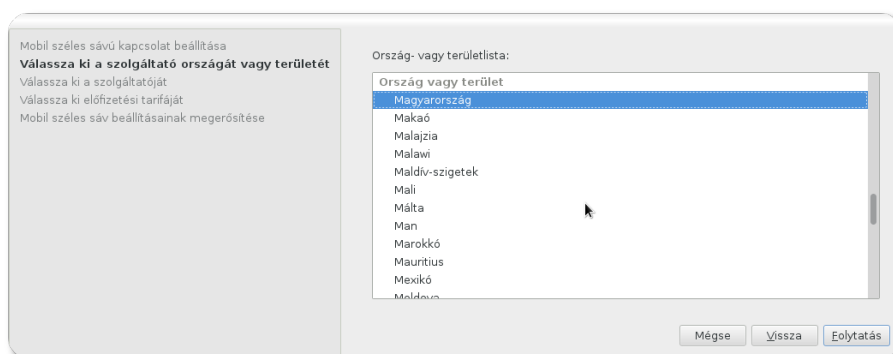 Mobil széles sávú kapcsolat beállítása
Válassza ki a szolgáltató országát vagy területét
Válassza ki a szolgáltatóját
Válassza ki előfizetési tarifáját
Mobil széles sáv beállításainak megerősítése
Ország- vagy területlista:
Ország vagy terület
Magyarország
Makaó
Malajzia
Malawi
Maldív-szigetek
Mali
Málta
Man
Marokkó
Mauritius
Mexikó
Moldova
Mégse
Vissza
Folytatás